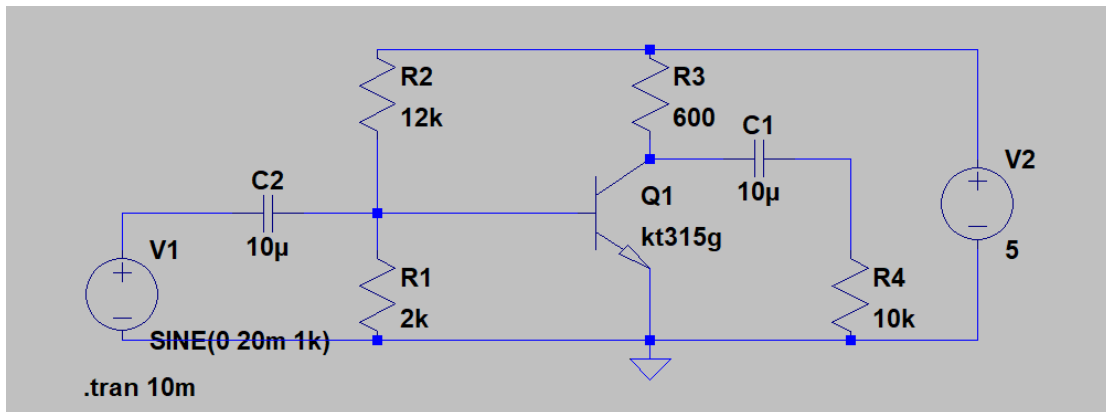 R2
12k
R3
600
C1
10µ
V2
5
C2
10µ
Q1
kt315g
V1
SINE(0 20m 1k)
R1
2k
R4
10k
.tran 10m